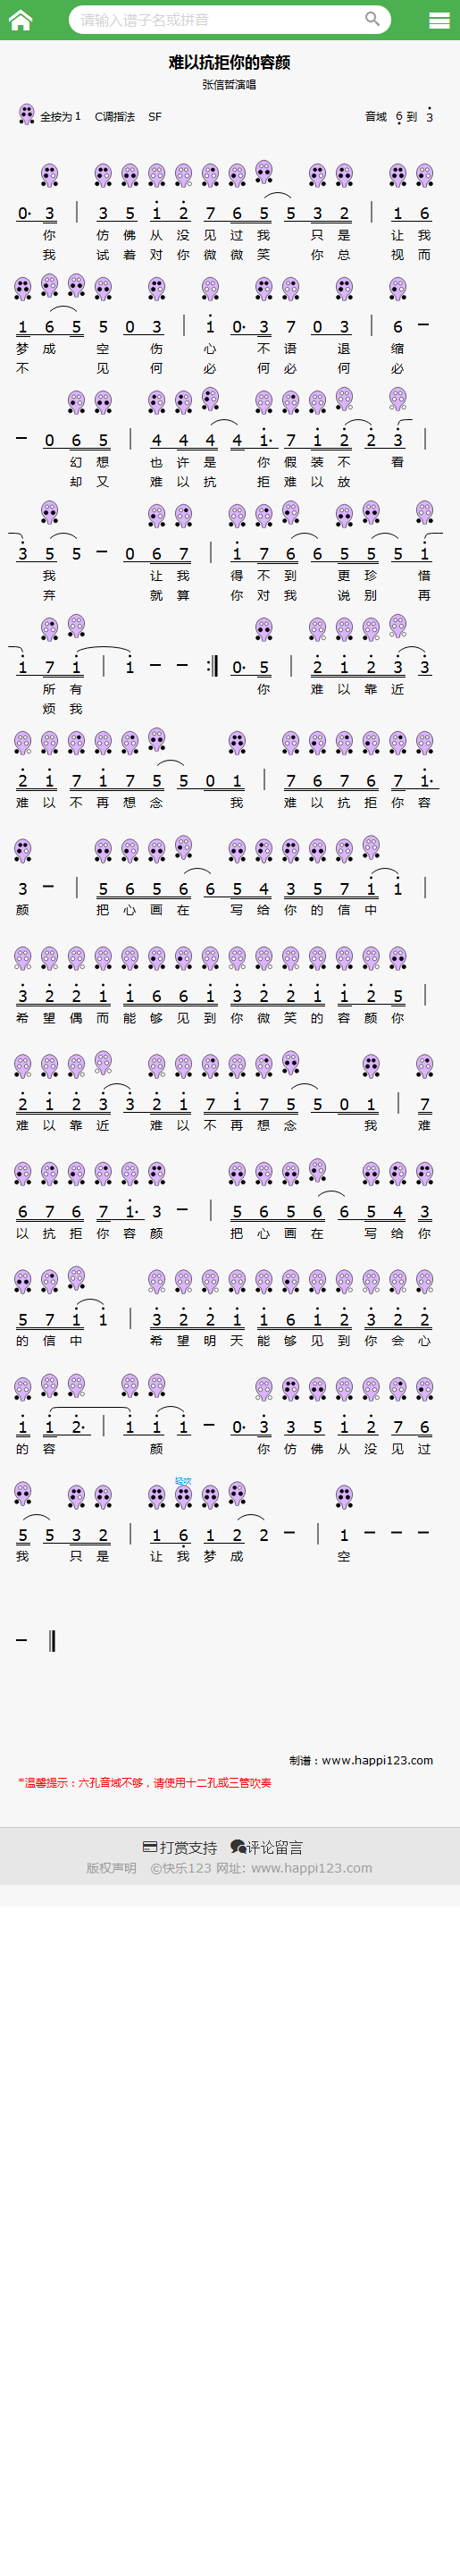 请输入谱子名或拼音
难以抗拒你的容颜
张信哲演唱
全按为1 C调指法 SF 音域 6 到 3
0· 3 | 3 5 1 2 7 6 5 5 3 2 | 1 6
你 仿佛从没见过我 只是 让我
我 试着对你微微笑 你总 视而
1 6 5 5 0 3 | 1 0· 3 7 0 3 | 6 -
梦成 空 伤 心 不语 退 缩
不 见 何 必 何必 何 必
- 0 6 5 | 4 4 4 4 1· 7 1 2 2 3 |
幻想 也许是 你假装不 看
却又 难以抗 拒难以放
3 5 5 - 0 6 7 | 1 7 6 6 5 5 5 1
我 让我 得不到 更珍 惜
弃 就算 你对我 说别 再
1 7 1 | 1 - - :| 0· 5 | 2 1 2 3 3
所有 你 难以靠近
烦我
2 1 7 1 7 5 5 0 1 | 7 6 7 6 7 1·
难以不再想念 我 难以抗拒你容
3 - | 5 6 5 6 6 5 4 3 5 7 1 1 |
颜 把心画在 写给你的信中
3 2 2 1 1 6 6 1 3 2 2 1 1 2 5 |
希望偶而能够见到你微笑的容颜你
2 1 2 3 3 2 1 7 1 7 5 5 0 1 | 7
难以靠近 难以不再想念 我 难
6 7 6 7 1· 3 - | 5 6 5 6 6 5 4 3
以抗拒你容颜 把心画在 写给你
5 7 1 1 | 3 2 2 1 1 6 1 2 3 2 2
的信中 希望明天能够见到你会心
1 1 2· | 1 1 1 - 0· 3 3 5 1 2 7 6
的容 颜 你仿佛从没见过
轻吹
5 5 3 2 | 1 6 1 2 2 - | 1 - - -
我 只是 让我梦成 空
- ‖
制谱：www.happi123.com
*温馨提示：六孔音域不够，请使用十二孔或三管吹奏
打赏支持 评论留言
版权声明 ©快乐123 网址: www.happi123.com